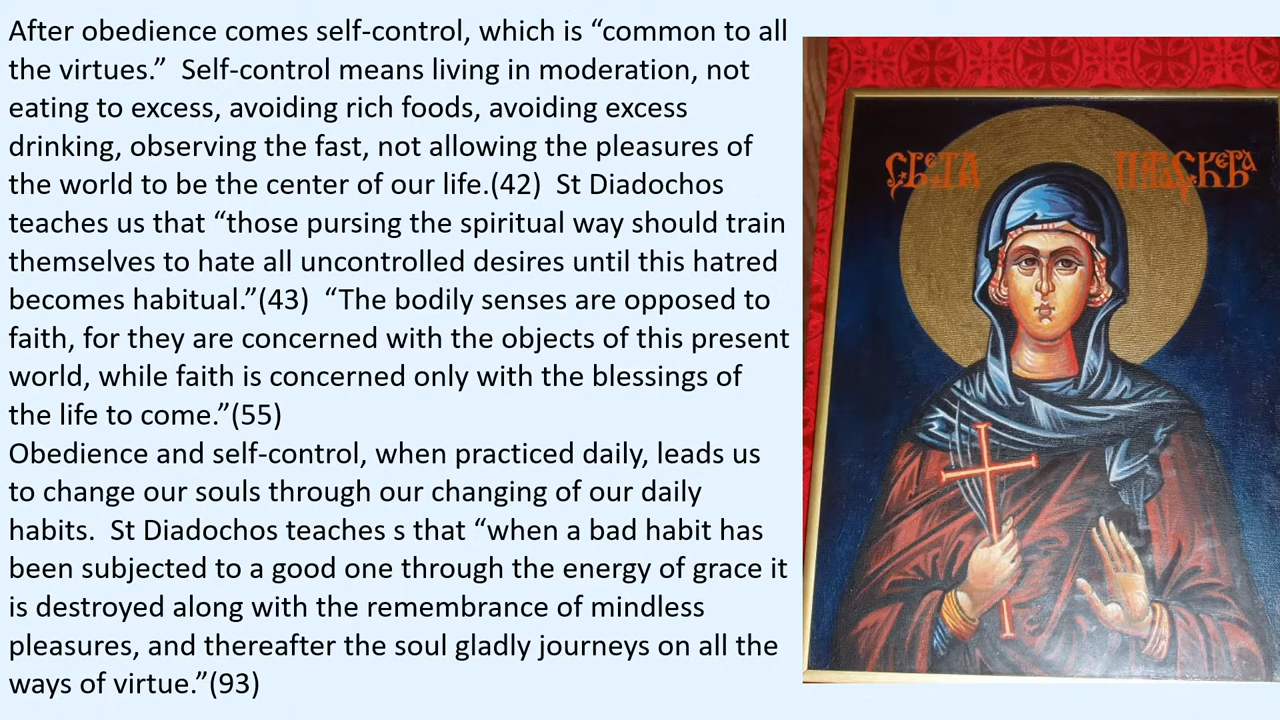 After obedience comes self-control, which is “common to all
the virtues.”  Self-control means living in moderation, not
eating to excess, avoiding rich foods, avoiding excess
drinking, observing the fast, not allowing the pleasures of
the world to be the center of our life.(42)  St Diadochos
teaches us that “those pursing the spiritual way should train
themselves to hate all uncontrolled desires until this hatred
becomes habitual.”(43)  “The bodily senses are opposed to
faith, for they are concerned with the objects of this present
world, while faith is concerned only with the blessings of
the life to come.”(55)
Obedience and self-control, when practiced daily, leads us
to change our souls through our changing of our daily
habits.  St Diadochos teaches s that “when a bad habit has
been subjected to a good one through the energy of grace it
is destroyed along with the remembrance of mindless
pleasures, and thereafter the soul gladly journeys on all the
ways of virtue.”(93)